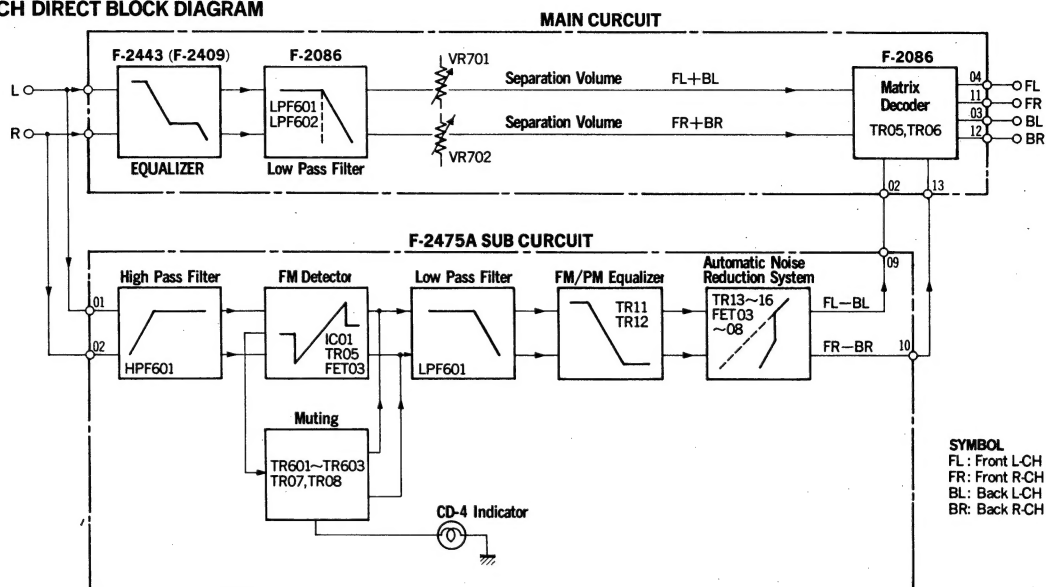 CH DIRECT BLOCK DIAGRAM
MAIN CURCUIT
F-2443 (F-2409)
F-2086
VR701
F-2086
L
R
LPF601
LPF602
Separation Volume
FL+BL
Separation Volume
FR+BR
VR702
Matrix
Decoder
TR05,TR06
04
FL
11
FR
03
BL
12
BR
EQUALIZER
Low Pass Filter
02
13
F-2475A SUB CURCUIT
09
High Pass Filter
FM Detector
Low Pass Filter
FM/PM Equalizer
Automatic Noise
Reduction System
01
02
HPF601
IC01
TR05
FET03
LPF601
TR11
TR12
TR13~16
FET03
~08
FL-BL
FR-BR
10
Muting
TR601~TR603
TR07,TR08
CD-4 Indicator
SYMBOL
FL: Front L-CH
FR: Front R-CH
BL: Back L-CH
BR: Back R-CH